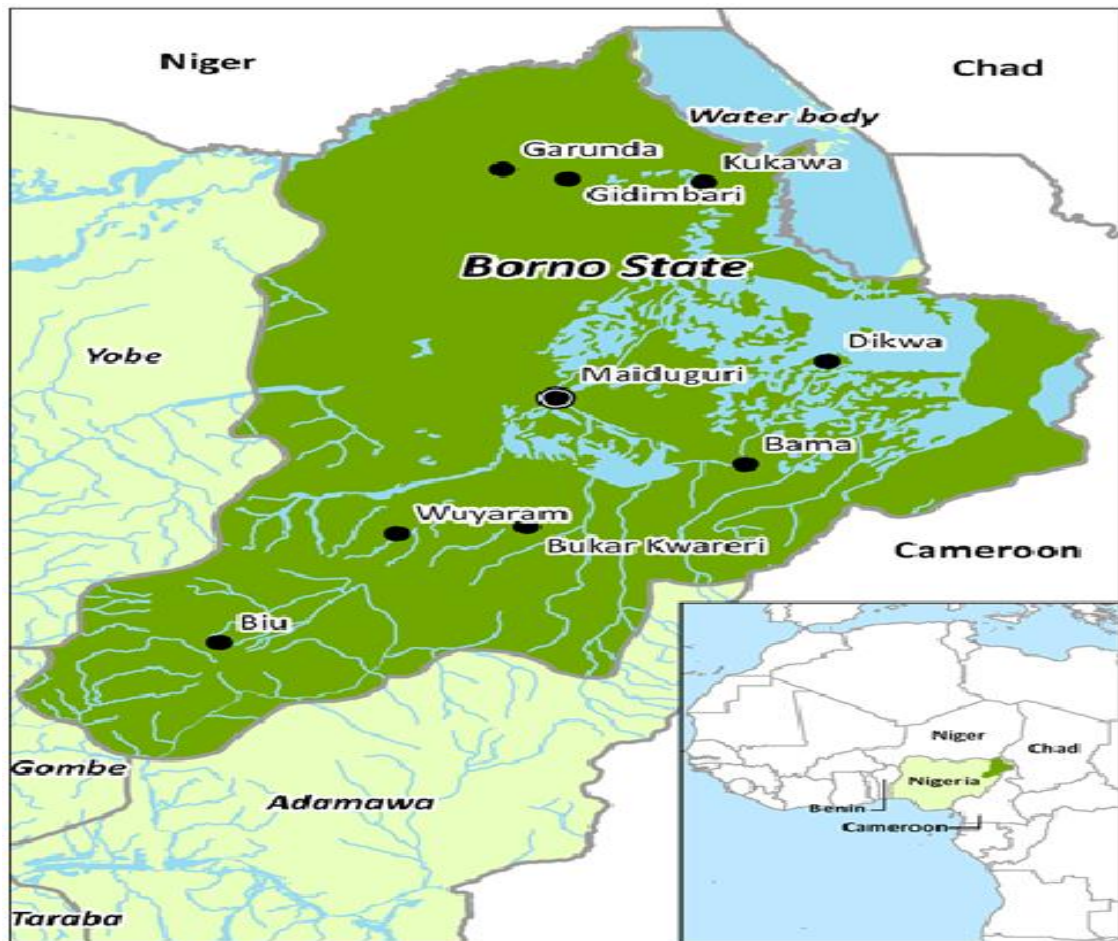 Niger
Chad
Water body
Garunda
Kukawa
Gidimbari
Borno State
Yobe
Dikwa
Maiduguri
Bama
Wuyaram
Bukar Kwareri
Cameroon
Biu
Gombe
Adamawa
Taraba
Niger
Chad
Nigeria
Benin
Cameroon